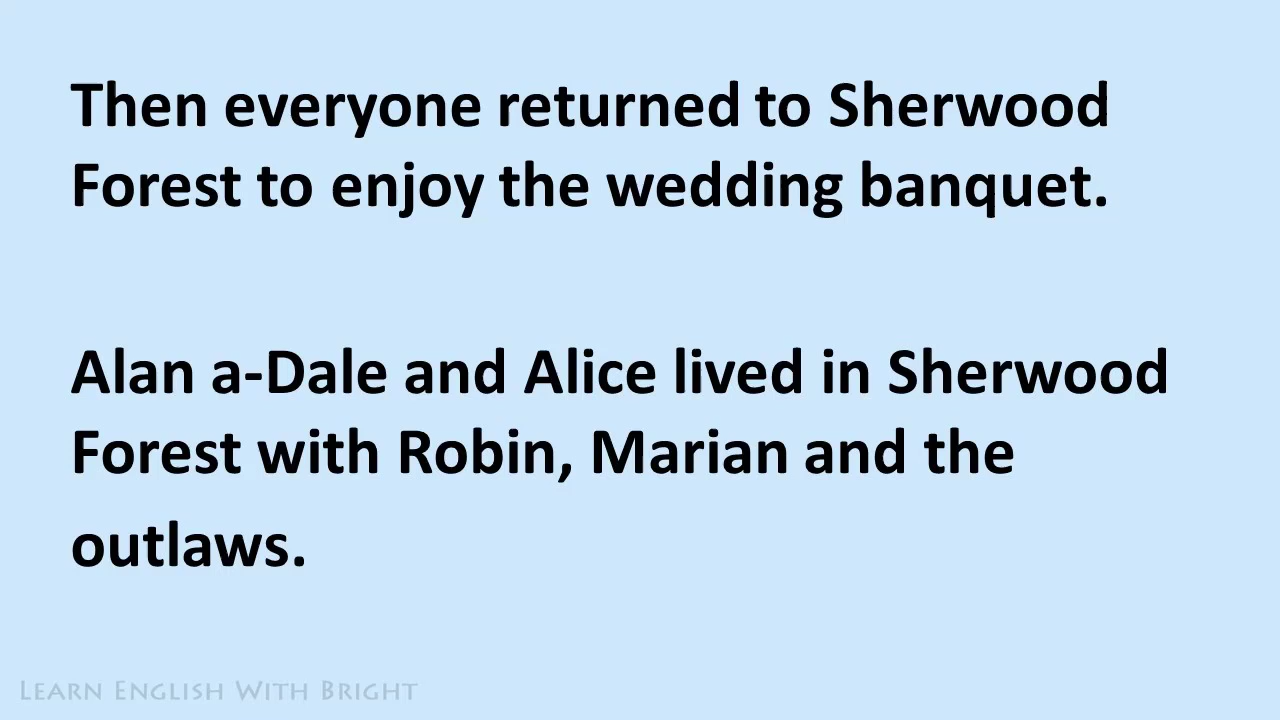 Then everyone returned to Sherwood
Forest to enjoy the wedding banquet.
Alan a-Dale and Alice lived in Sherwood
Forest with Robin, Marian and the
outlaws.
Learn English With Bright